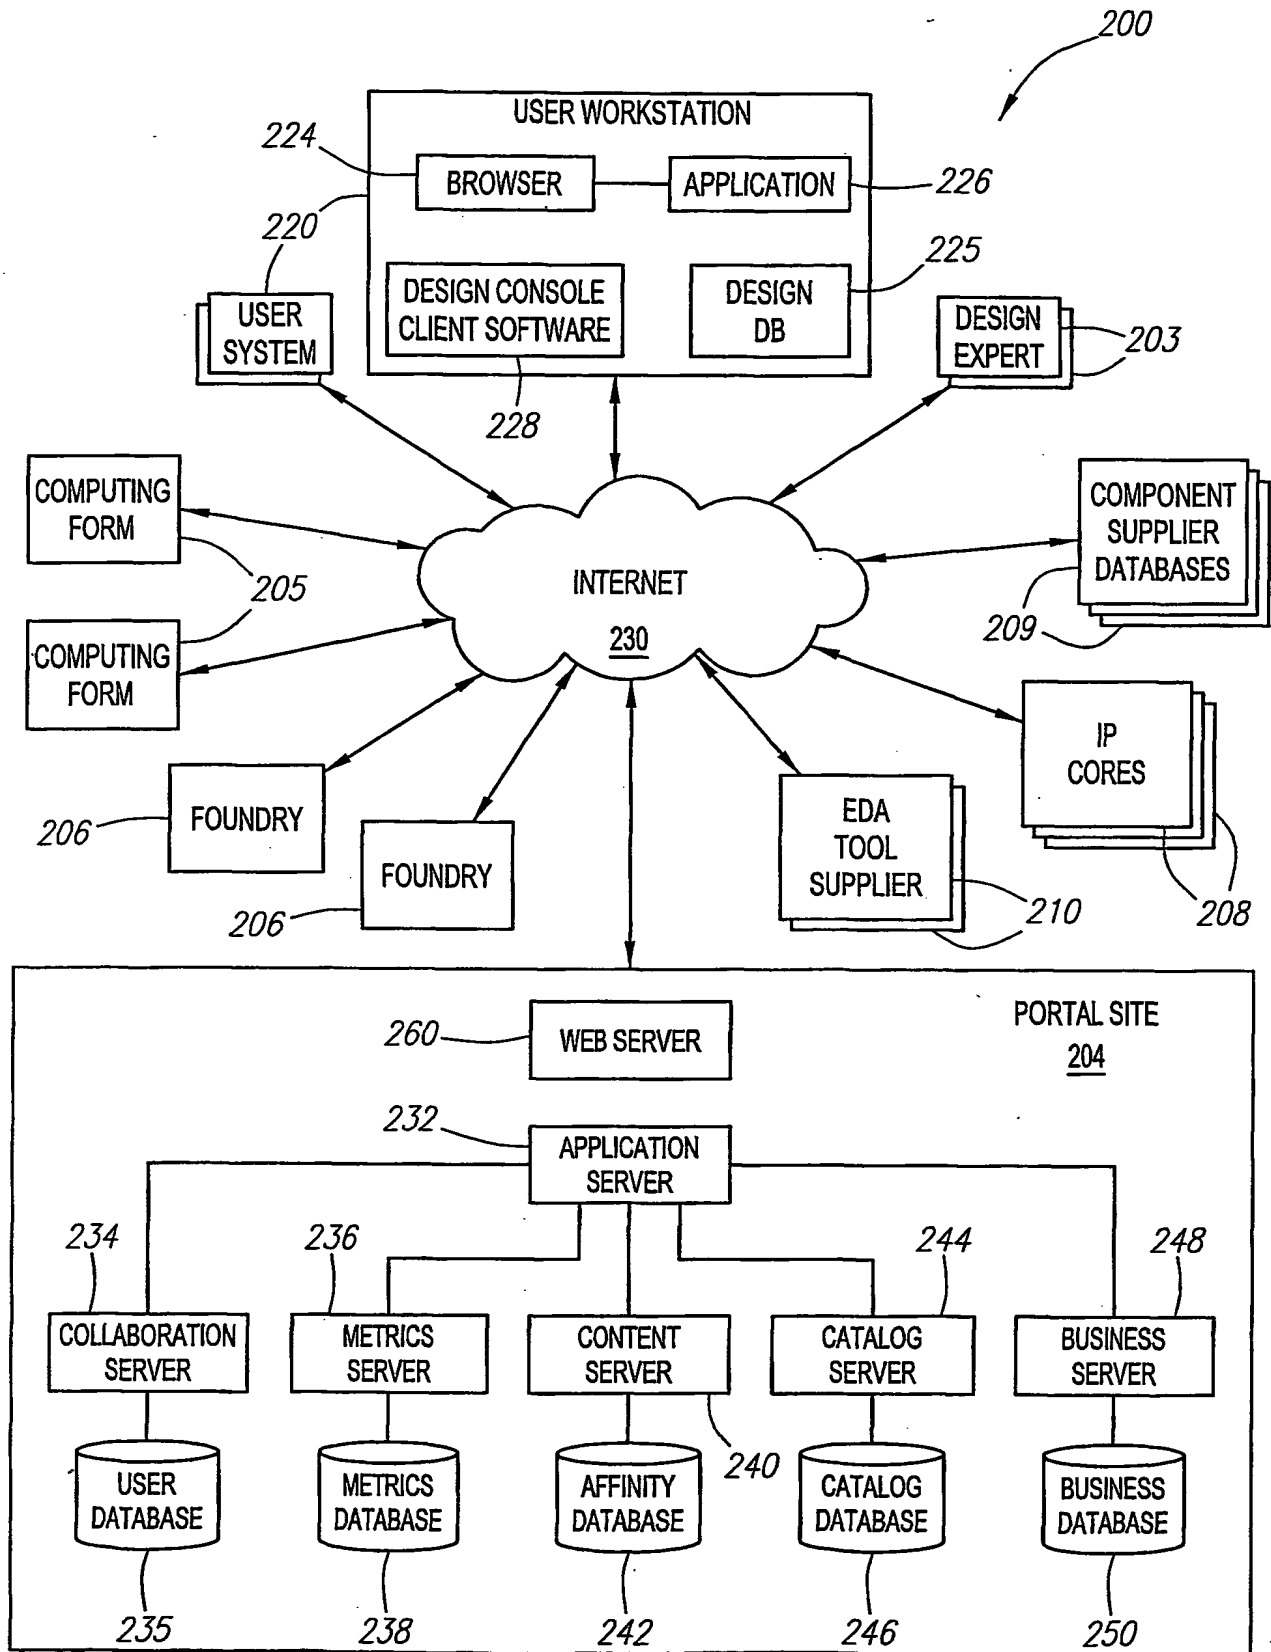 200
USER WORKSTATION
224
BROWSER
APPLICATION
226
220
225
USER
SYSTEM
DESIGN CONSOLE
CLIENT SOFTWARE
DESIGN
DB
DESIGN
EXPERT
203
228
COMPUTING
FORM
COMPONENT
SUPPLIER
DATABASES
INTERNET
230
205
209
COMPUTING
FORM
IP
CORES
FOUNDRY
206
FOUNDRY
206
EDA
TOOL
SUPPLIER
210
208
PORTAL SITE
204
260
WEB SERVER
232
APPLICATION
SERVER
234
236
244
248
COLLABORATION
SERVER
METRICS
SERVER
CONTENT
SERVER
CATALOG
SERVER
BUSINESS
SERVER
240
USER
DATABASE
METRICS
DATABASE
AFFINITY
DATABASE
CATALOG
DATABASE
BUSINESS
DATABASE
235
238
242
246
250